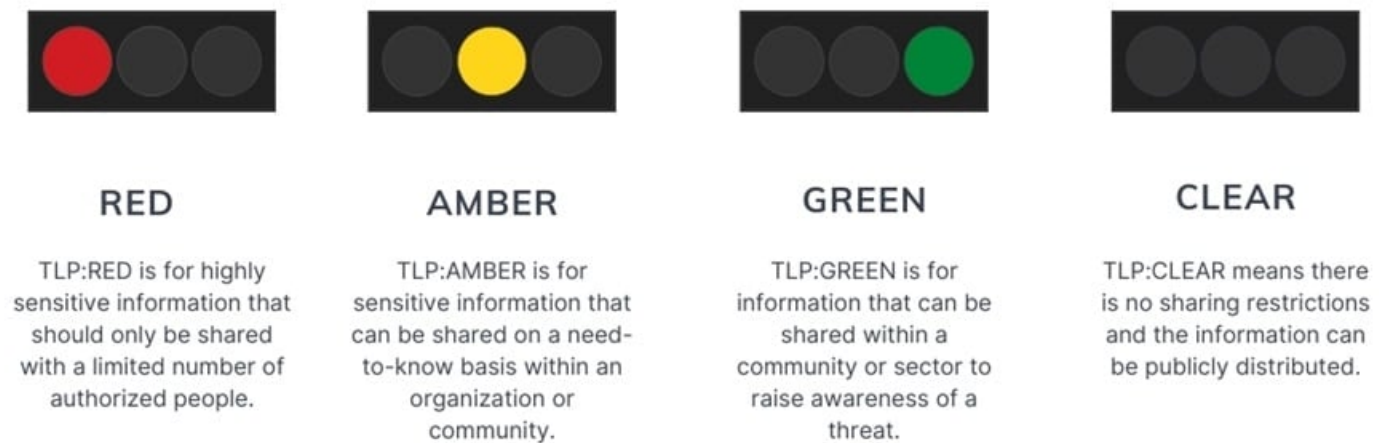 RED
TLP:RED is for highly
sensitive information that
should only be shared
with a limited number of
authorized people.
AMBER
TLP:AMBER is for
sensitive information that
can be shared on a need-
to-know basis within an
organization or
community.
GREEN
TLP:GREEN is for
information that can be
shared within a
community or sector to
raise awareness of a
threat.
CLEAR
TLP:CLEAR means there
is no sharing restrictions
and the information can
be publicly distributed.